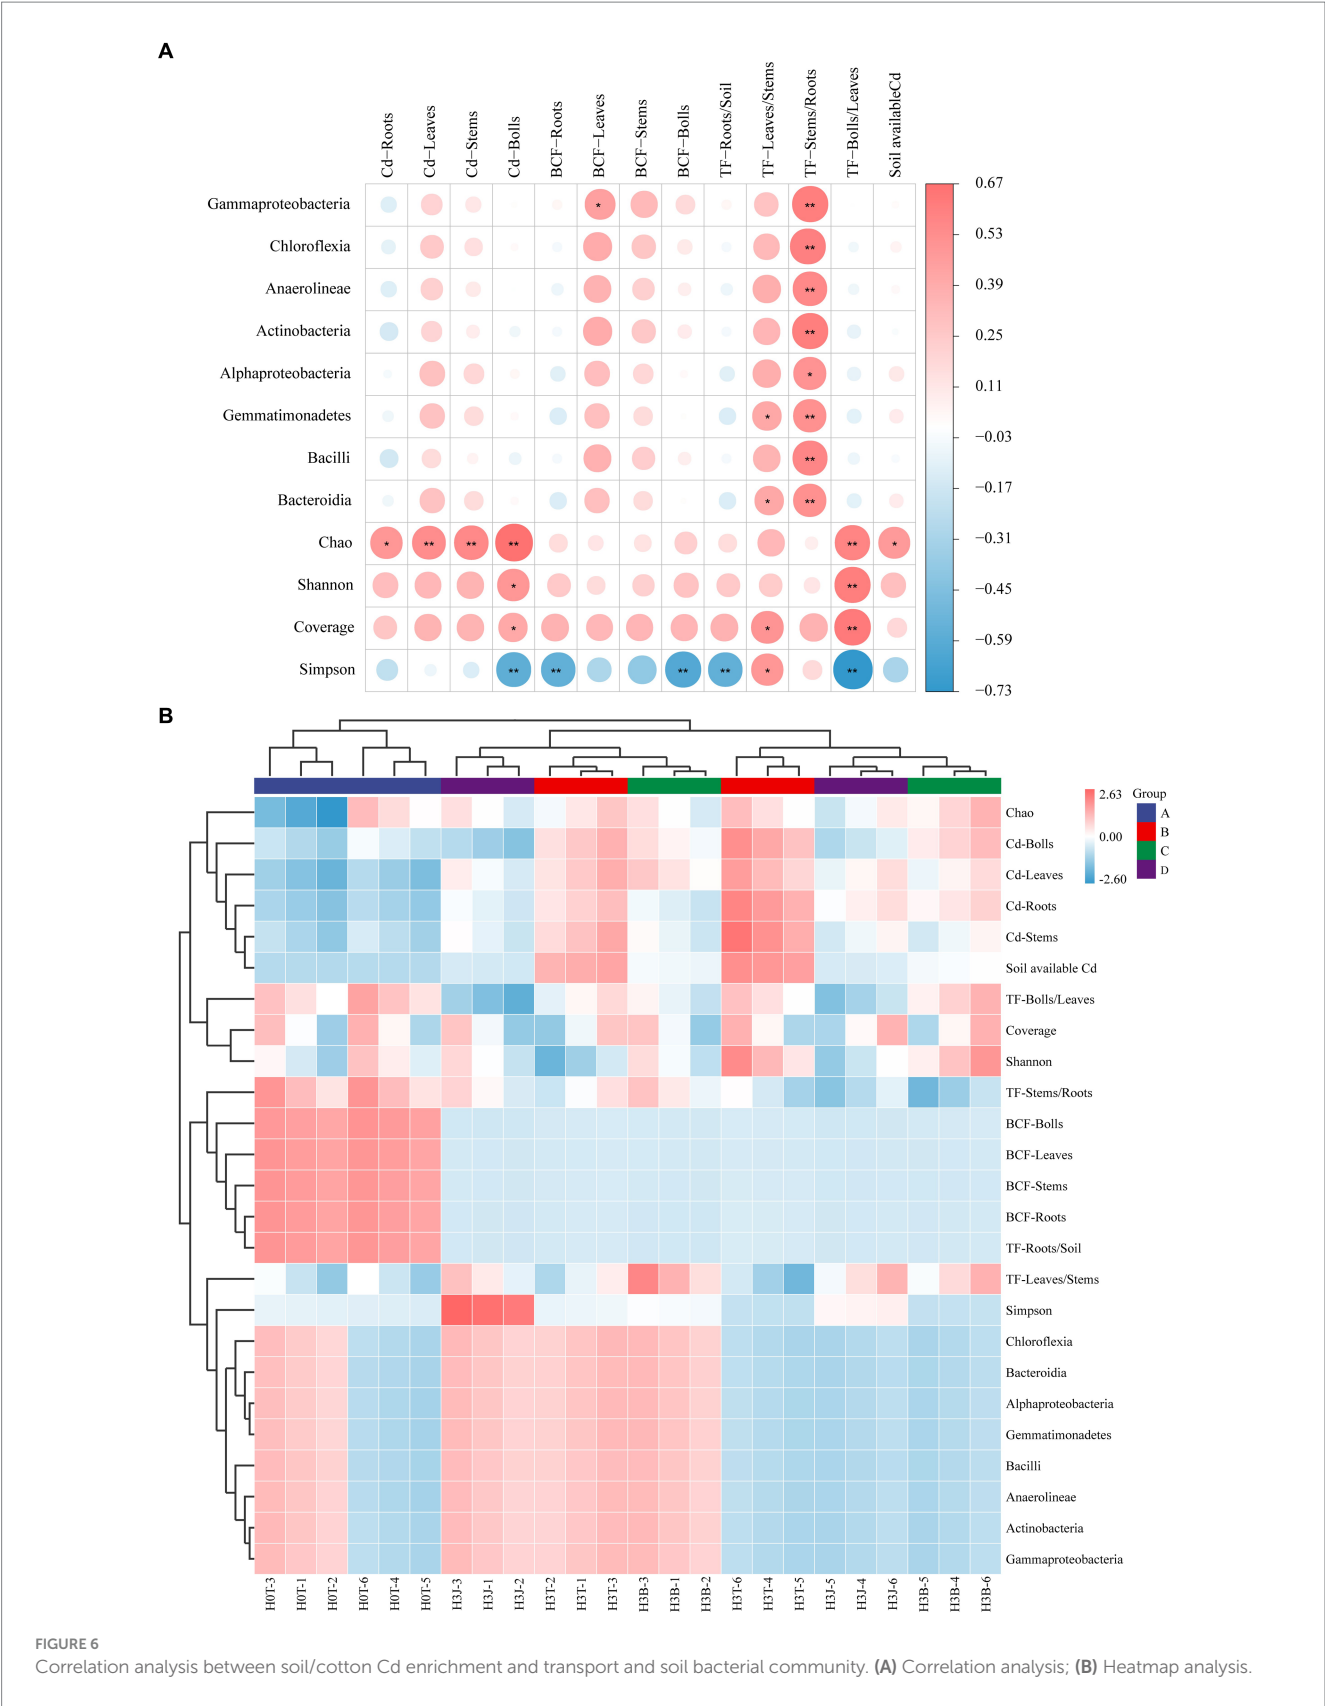 A
Cd−Roots
Cd−Leaves
Cd−Stems
Cd−Bolls
BCF−Roots
BCF−Leaves
BCF−Stems
BCF−Bolls
TF−Roots/Soil
TF−Leaves/Stems
TF−Stems/Roots
TF−Bolls/Leaves
Soil availableCd
Gammaproteobacteria * **
Chloroflexia **
Anaerolineae **
Actinobacteria **
Alphaproteobacteria *
Gemmatimonadetes * **
Bacilli **
Bacteroidia * **
Chao * ** ** ** ** *
Shannon * **
Coverage * * **
Simpson ** ** ** ** * **
0.67
0.53
0.39
0.25
0.11
−0.03
−0.17
−0.31
−0.45
−0.59
−0.73
B
Chao
Cd-Bolls
Cd-Leaves
Cd-Roots
Cd-Stems
Soil available Cd
TF-Bolls/Leaves
Coverage
Shannon
TF-Stems/Roots
BCF-Bolls
BCF-Leaves
BCF-Stems
BCF-Roots
TF-Roots/Soil
TF-Leaves/Stems
Simpson
Chloroflexia
Bacteroidia
Alphaproteobacteria
Gemmatimonadetes
Bacilli
Anaerolineae
Actinobacteria
Gammaproteobacteria
2.63
0.00
-2.60
Group
A
B
C
D
H0T-3
H0T-1
H0T-2
H0T-6
H0T-4
H0T-5
H3J-3
H3J-1
H3J-2
H3T-2
H3T-1
H3T-3
H3B-3
H3B-1
H3B-2
H3T-6
H3T-4
H3T-5
H3J-5
H3J-4
H3J-6
H3B-5
H3B-4
H3B-6
FIGURE 6
Correlation analysis between soil/cotton Cd enrichment and transport and soil bacterial community. (A) Correlation analysis; (B) Heatmap analysis.